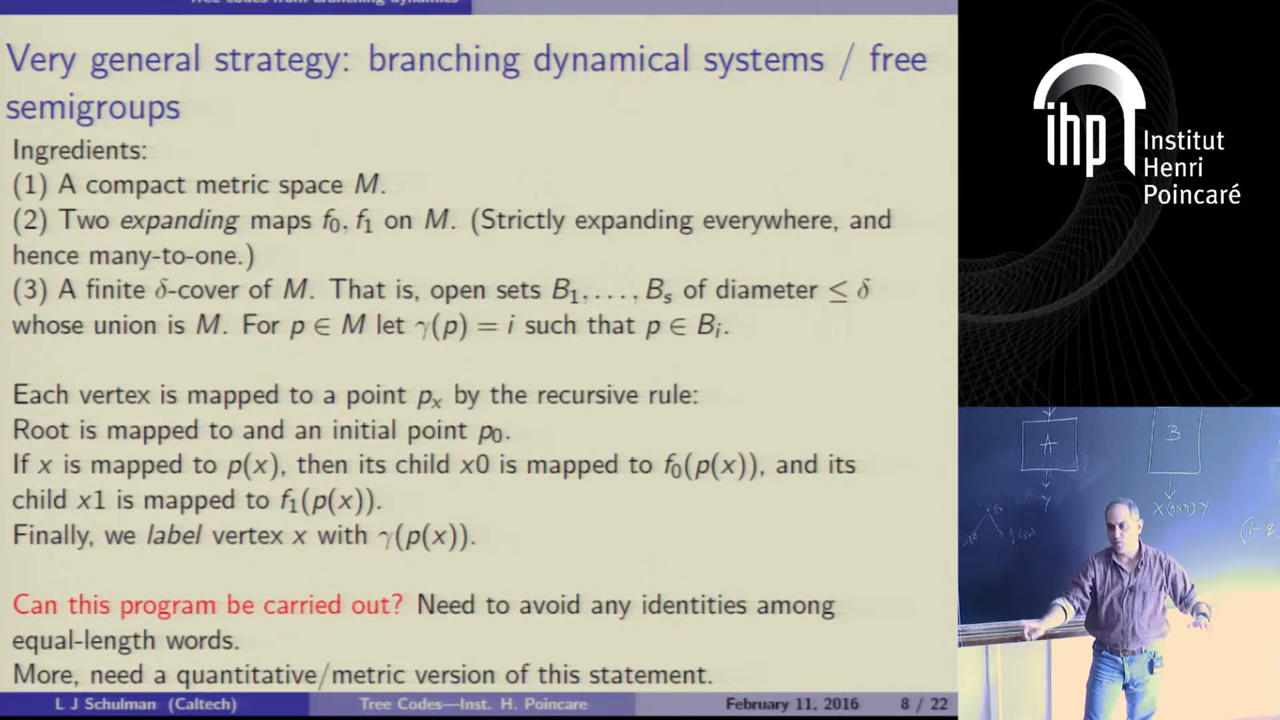 Tree codes from branching dynamics
Very general strategy: branching dynamical systems / free
semigroups
Ingredients:
(1) A compact metric space M.
(2) Two expanding maps f₀, f₁ on M. (Strictly expanding everywhere, and
hence many-to-one.)
(3) A finite δ-cover of M. That is, open sets B₁, . . . , Bₛ of diameter ≤ δ
whose union is M. For p ∈ M let γ(p) = i such that p ∈ Bᵢ.
Each vertex is mapped to a point pₓ by the recursive rule:
Root is mapped to and an initial point p₀.
If x is mapped to p(x), then its child x0 is mapped to f₀(p(x)), and its
child x1 is mapped to f₁(p(x)).
Finally, we label vertex x with γ(p(x)).
Can this program be carried out? Need to avoid any identities among
equal-length words.
More, need a quantitative/metric version of this statement.
L J Schulman (Caltech) Tree Codes—Inst. H. Poincare February 11, 2016 8 / 22
ihp
Institut
Henri
Poincaré
A
B
Y